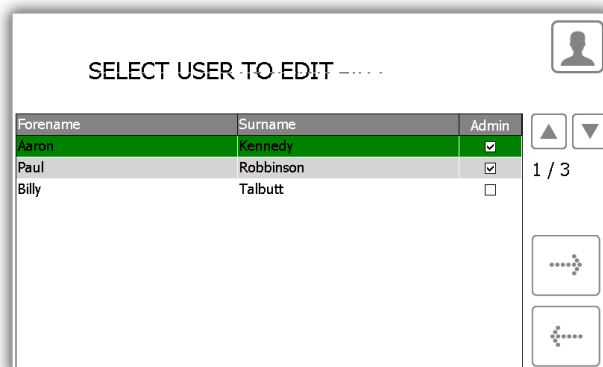 SELECT USER TO EDIT
Forename Surname Admin
Aaron Kennedy
Paul Robbinson
Billy Talbutt
1 / 3